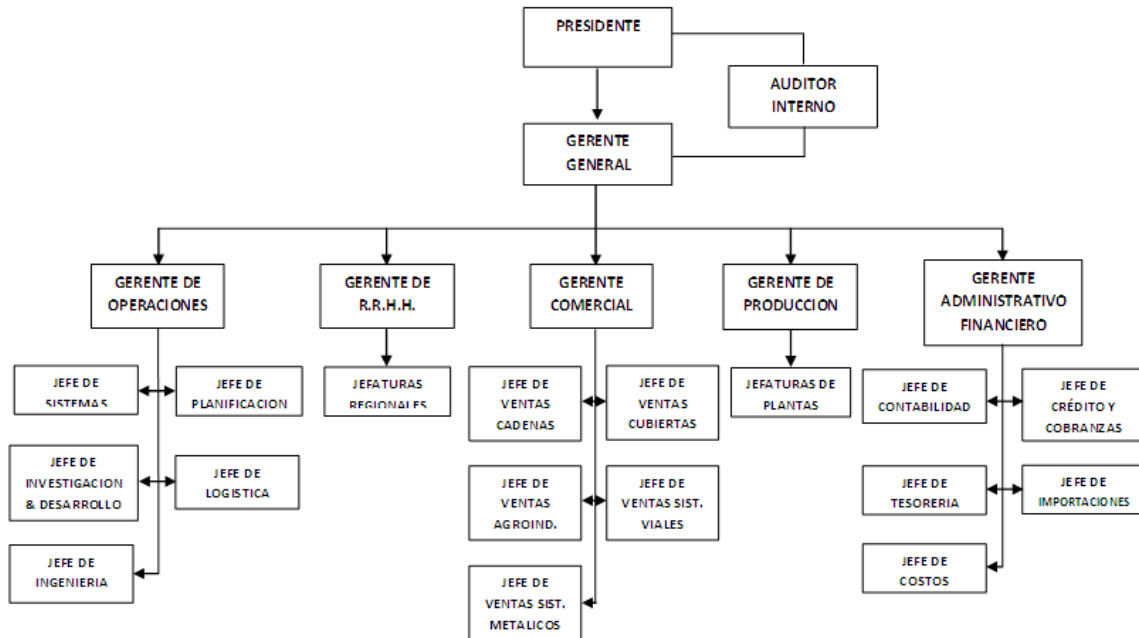 PRESIDENTE
AUDITOR
INTERNO
GERENTE
GENERAL
GERENTE DE
OPERACIONES
GERENTE DE
R.R.H.H.
GERENTE
COMERCIAL
GERENTE DE
PRODUCCION
GERENTE
ADMINISTRATIVO
FINANCIERO
JEFE DE
SISTEMAS
JEFE DE
PLANIFICACION
JEFATURAS
REGIONALES
JEFE DE
VENTAS
CADENAS
JEFE DE
VENTAS
CUBIERTAS
JEFATURAS DE
PLANTAS
JEFE DE
CONTABILIDAD
JEFE DE
CRÉDITO Y
COBRANZAS
JEFE DE
INVESTIGACION
& DESARROLLO
JEFE DE
LOGISTICA
JEFE DE
VENTAS
AGROIND.
JEFE DE
VENTAS SIST.
VIALES
JEFE DE
TESORERIA
JEFE DE
IMPORTACIONES
JEFE DE
INGENIERIA
JEFE DE
VENTAS SIST.
METALICOS
JEFE DE
COSTOS